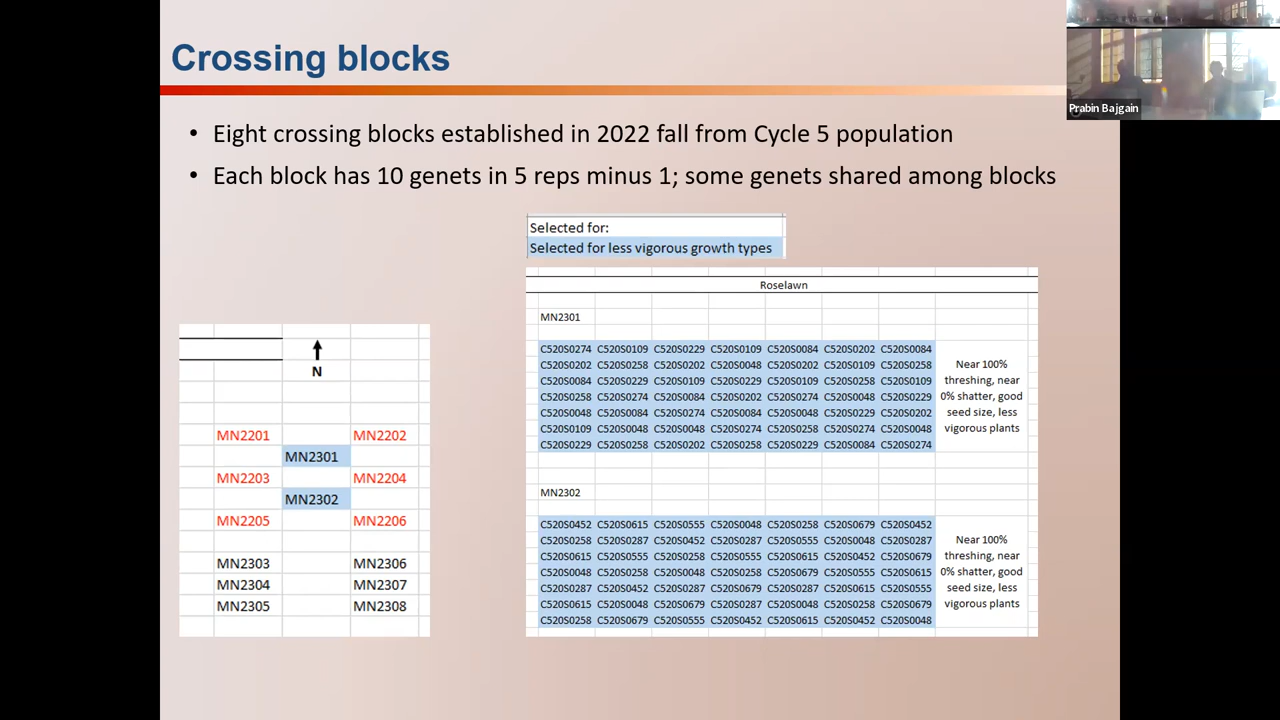 Crossing blocks
• Eight crossing blocks established in 2022 fall from Cycle 5 population
• Each block has 10 genets in 5 reps minus 1; some genets shared among blocks
Selected for:
Selected for less vigorous growth types
N
MN2201 MN2202
MN2301
MN2203 MN2204
MN2302
MN2205 MN2206
MN2303 MN2306
MN2304 MN2307
MN2305 MN2308
Roselawn
MN2301
C520S0274 C520S0109 C520S0229 C520S0109 C520S0084 C520S0202 C520S0084
C520S0202 C520S0258 C520S0202 C520S0048 C520S0202 C520S0109 C520S0258
C520S0084 C520S0229 C520S0109 C520S0229 C520S0109 C520S0258 C520S0109
C520S0258 C520S0274 C520S0084 C520S0202 C520S0274 C520S0048 C520S0229
C520S0048 C520S0084 C520S0274 C520S0084 C520S0048 C520S0229 C520S0202
C520S0109 C520S0048 C520S0048 C520S0274 C520S0258 C520S0274 C520S0048
C520S0229 C520S0258 C520S0202 C520S0258 C520S0229 C520S0084 C520S0274
Near 100%
threshing, near
0% shatter, good
seed size, less
vigorous plants
MN2302
C520S0452 C520S0615 C520S0555 C520S0048 C520S0258 C520S0679 C520S0452
C520S0258 C520S0287 C520S0452 C520S0287 C520S0555 C520S0048 C520S0287
C520S0615 C520S0555 C520S0258 C520S0555 C520S0615 C520S0452 C520S0679
C520S0048 C520S0258 C520S0048 C520S0258 C520S0679 C520S0555 C520S0615
C520S0287 C520S0452 C520S0287 C520S0679 C520S0287 C520S0615 C520S0555
C520S0615 C520S0048 C520S0679 C520S0287 C520S0048 C520S0258 C520S0679
C520S0258 C520S0679 C520S0555 C520S0452 C520S0615 C520S0452 C520S0048
Near 100%
threshing, near
0% shatter, good
seed size, less
vigorous plants
Prabin Bajgain